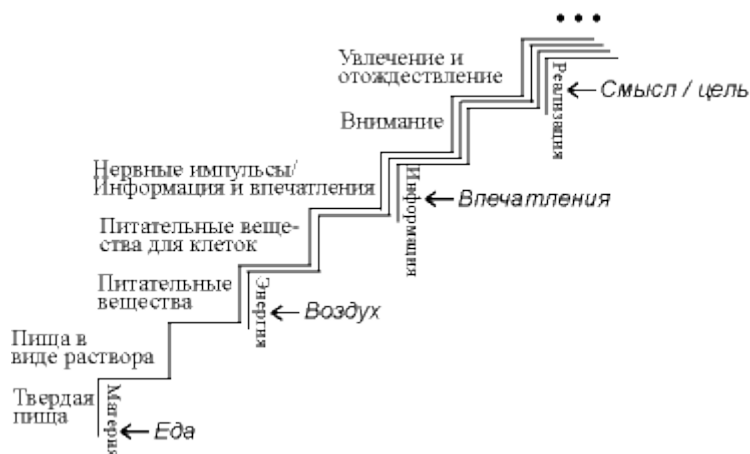 • • •
Увлечение и
отождествление
Реализация
Смысл / цель
Внимание
Нервные импульсы/
Информация и впечатления
Информация
Впечатления
Питательные веще-
ства для клеток
Питательные
вещества
Энергия
Воздух
Пища в
виде раствора
Твердая
пища
Материя
Еда